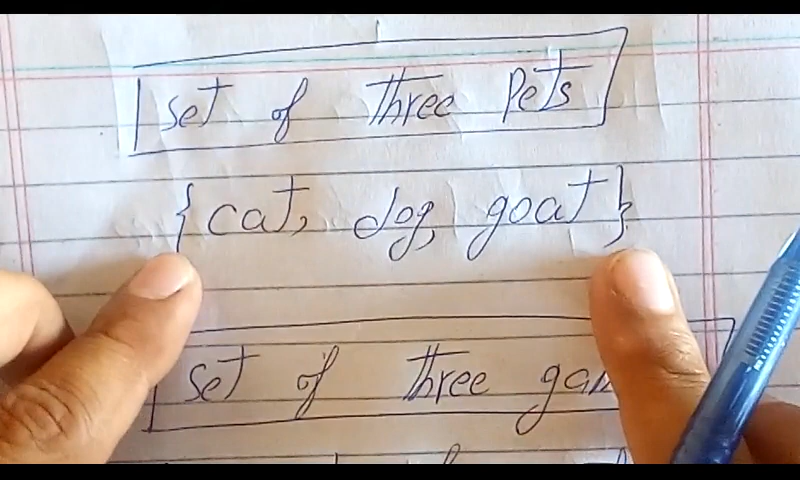 set of three Pets
{cat, dog, goat}
set of three